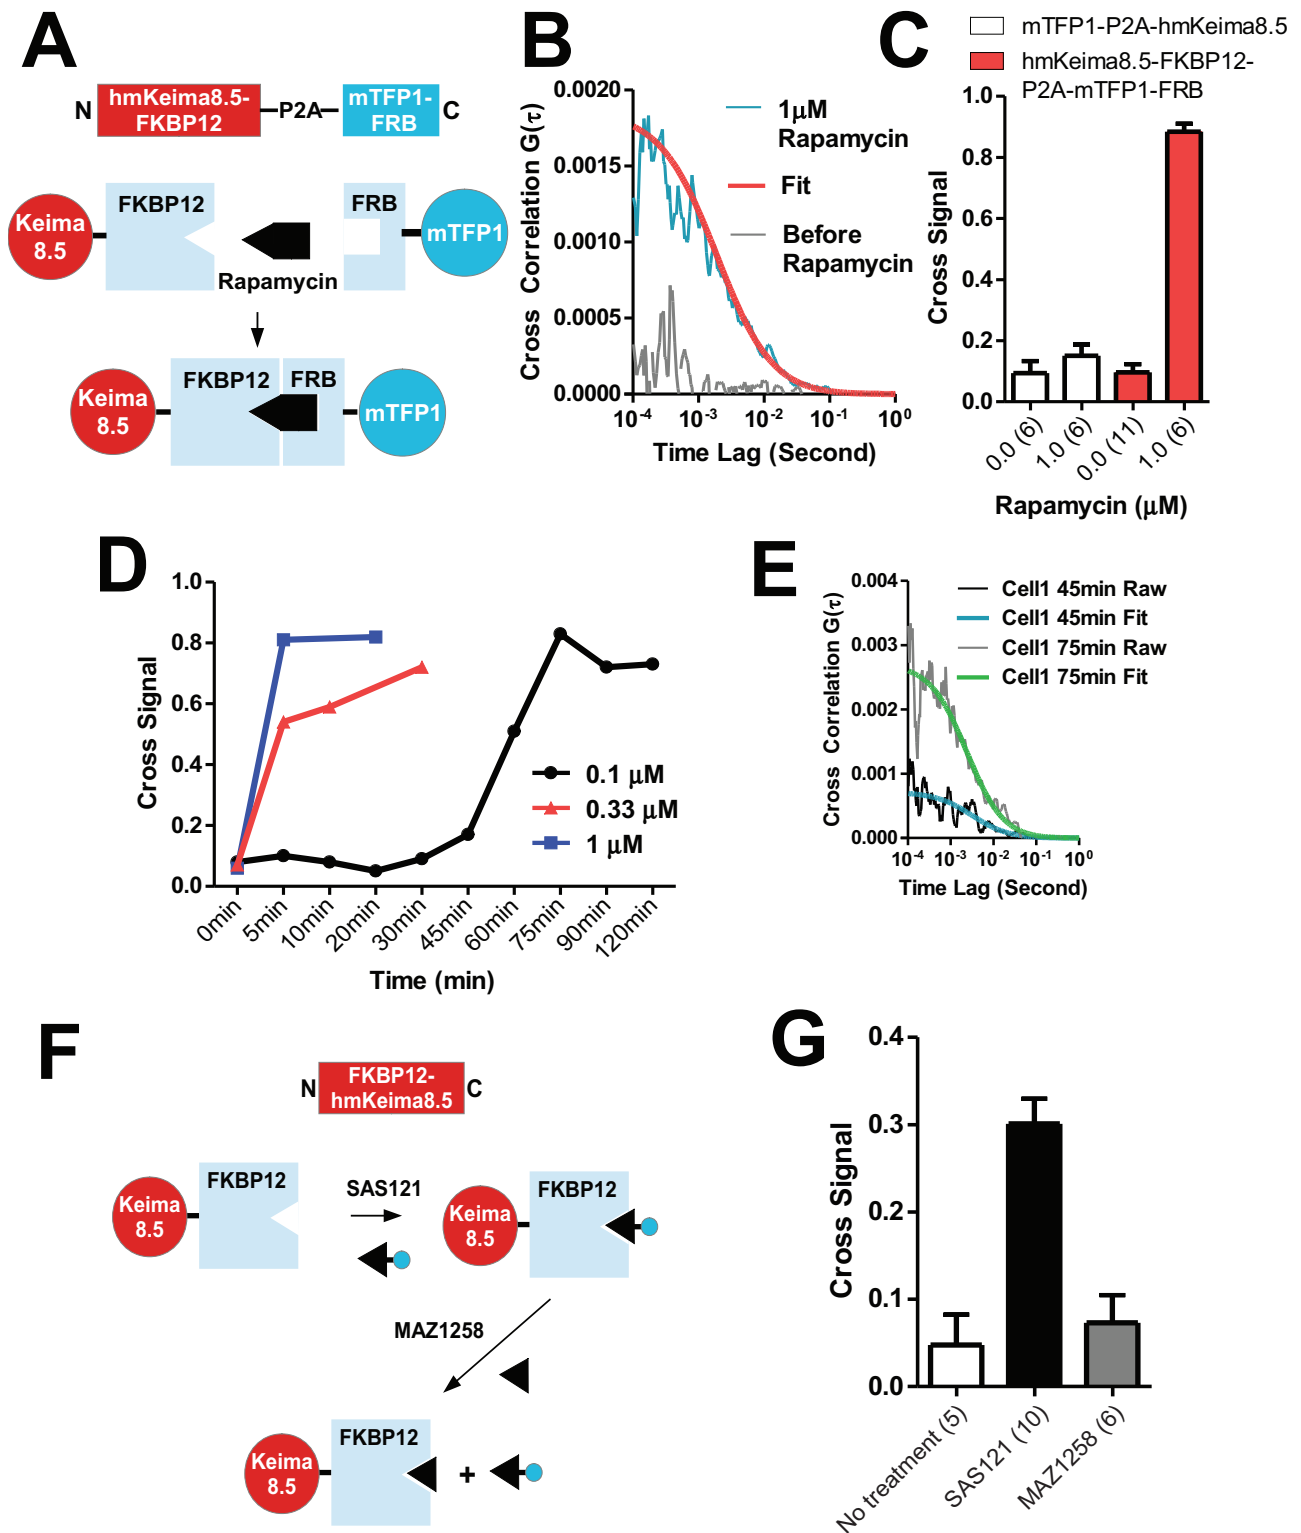 A
N
hmKeima8.5-
FKBP12
P2A
mTFP1-
FRB
C
Keima
8.5
FKBP12
Rapamycin
FRB
mTFP1
Keima
8.5
FKBP12
FRB
mTFP1
B
Cross Correlation G(τ)
0.0020
0.0015
0.0010
0.0005
0.0000
10-4
10-3
10-2
10-1
100
Time Lag (Second)
1μM
Rapamycin
Fit
Before
Rapamycin
C
mTFP1-P2A-hmKeima8.5
hmKeima8.5-FKBP12-
P2A-mTFP1-FRB
Cross Signal
1.0
0.8
0.6
0.4
0.2
0.0
0.0 (6)
1.0 (6)
0.0 (11)
1.0 (6)
Rapamycin (μM)
D
Cross Signal
1.0
0.8
0.6
0.4
0.2
0.0
0.1 μM
0.33 μM
1 μM
0min
5min
10min
20min
30min
45min
60min
75min
90min
120min
Time (min)
E
Cross Correlation G(τ)
0.004
0.003
0.002
0.001
0.000
Cell1 45min Raw
Cell1 45min Fit
Cell1 75min Raw
Cell1 75min Fit
10-4
10-3
10-2
10-1
100
Time Lag (Second)
F
N
FKBP12-
hmKeima8.5
C
Keima
8.5
FKBP12
SAS121
Keima
8.5
FKBP12
MAZ1258
Keima
8.5
FKBP12
+
G
Cross Signal
0.4
0.3
0.2
0.1
0.0
No treatment (5)
SAS121 (10)
MAZ1258 (6)